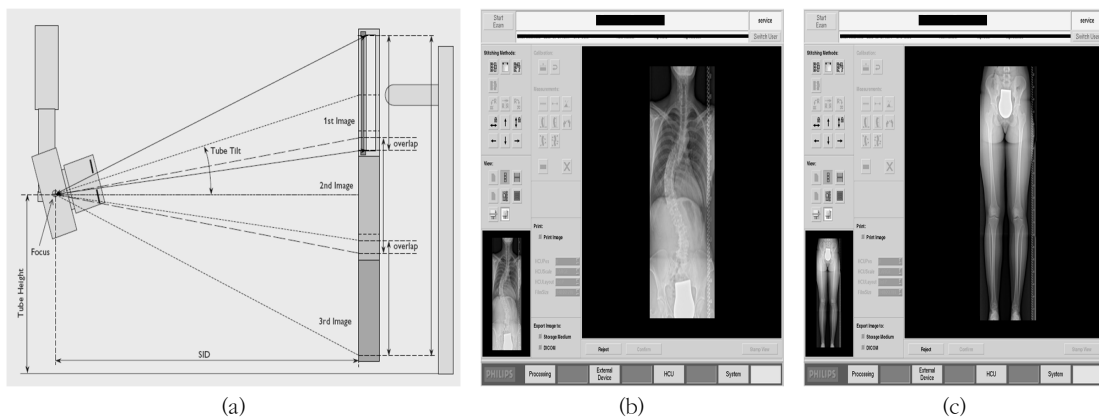 1st Image
overlap
Tube Tilt
2nd Image
Focus
overlap
Tube Height
3rd Image
SID
(a)
Start
Exam
service
Switch User
Stitching Methods:
Calibration:
Measurements:
View:
Print:
Print Image
Export Image to:
Storage Medium
DICOM
Reject
Confirm
PHILIPS
Processing
External
Device
HCU
System
(b)
Start
Exam
service
Switch User
Stitching Methods:
Calibration:
Measurements:
View:
Print:
Print Image
Export Image to:
Storage Medium
DICOM
Reject
Confirm
PHILIPS
Processing
External
Device
HCU
System
(c)